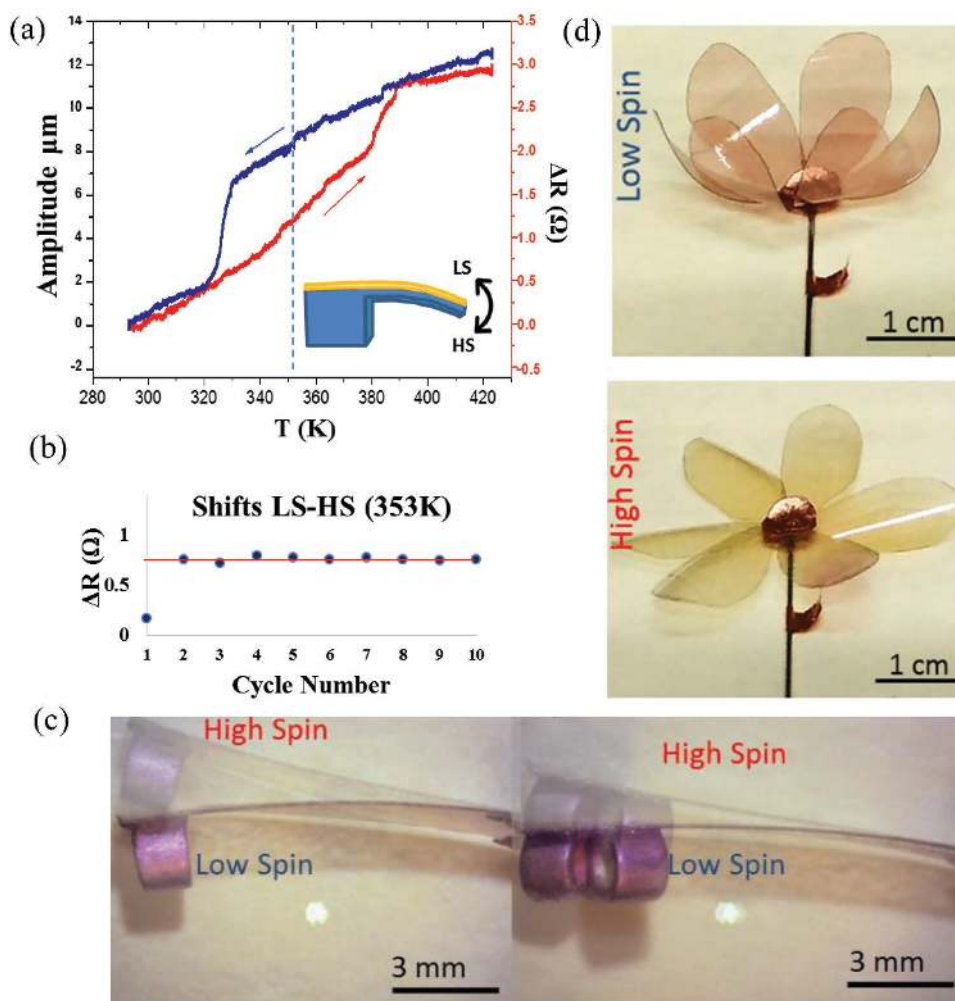 (a)
Amplitude µm
14
12
10
8
6
4
2
0
-2
3.5
3.0
2.5
2.0
1.5
1.0
0.5
0.0
-0.5
ΔR (Ω)
LS
HS
280 300 320 340 360 380 400 420
T (K)
(b)
Shifts LS-HS (353K)
ΔR (Ω)
1
0.5
0
1 2 3 4 5 6 7 8 9 10
Cycle Number
(c)
High Spin
Low Spin
3 mm
High Spin
Low Spin
3 mm
(d)
Low Spin
1 cm
High Spin
1 cm